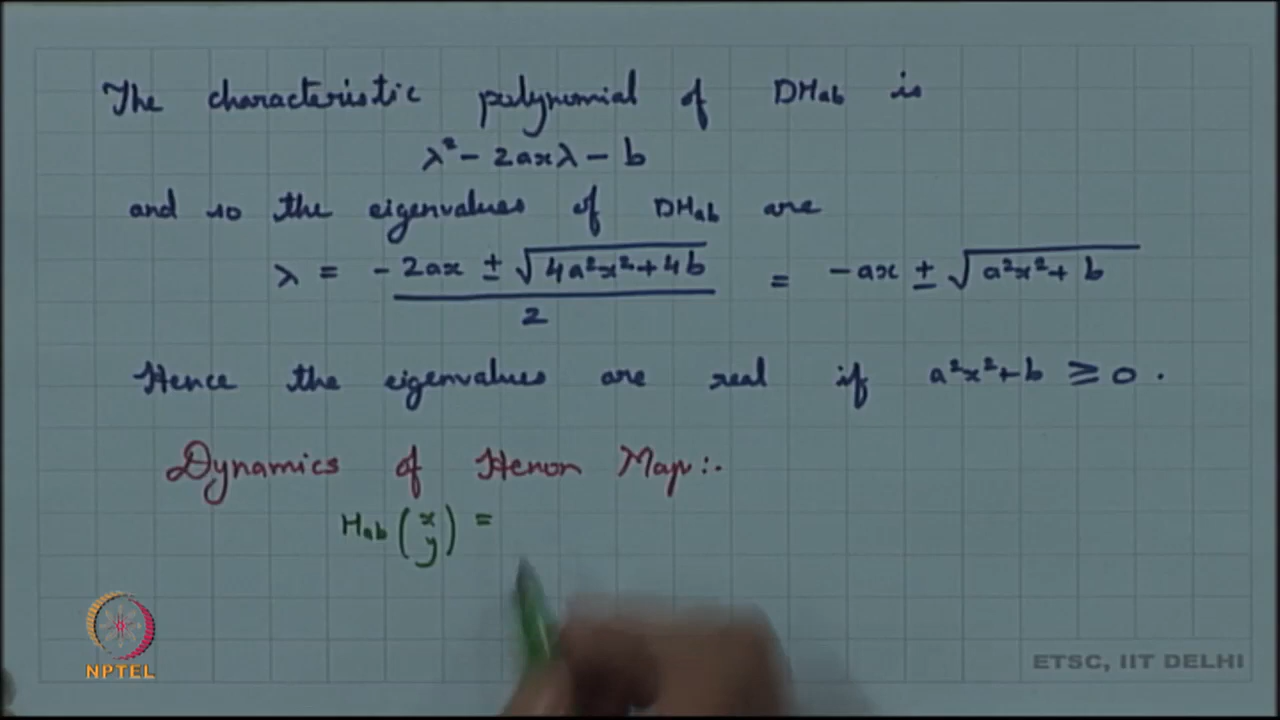 The characteristic polynomial of DHab is
λ² - 2axλ - b
and so the eigenvalues of DHab are
λ = -2ax ± √4a²x²+4b / 2 = -ax ± √a²x²+b
Hence the eigenvalues are real if a²x²+b ≥ 0.
Dynamics of Henon Map:.
Hab (x y) =
NPTEL
ETSC, IIT DELHI